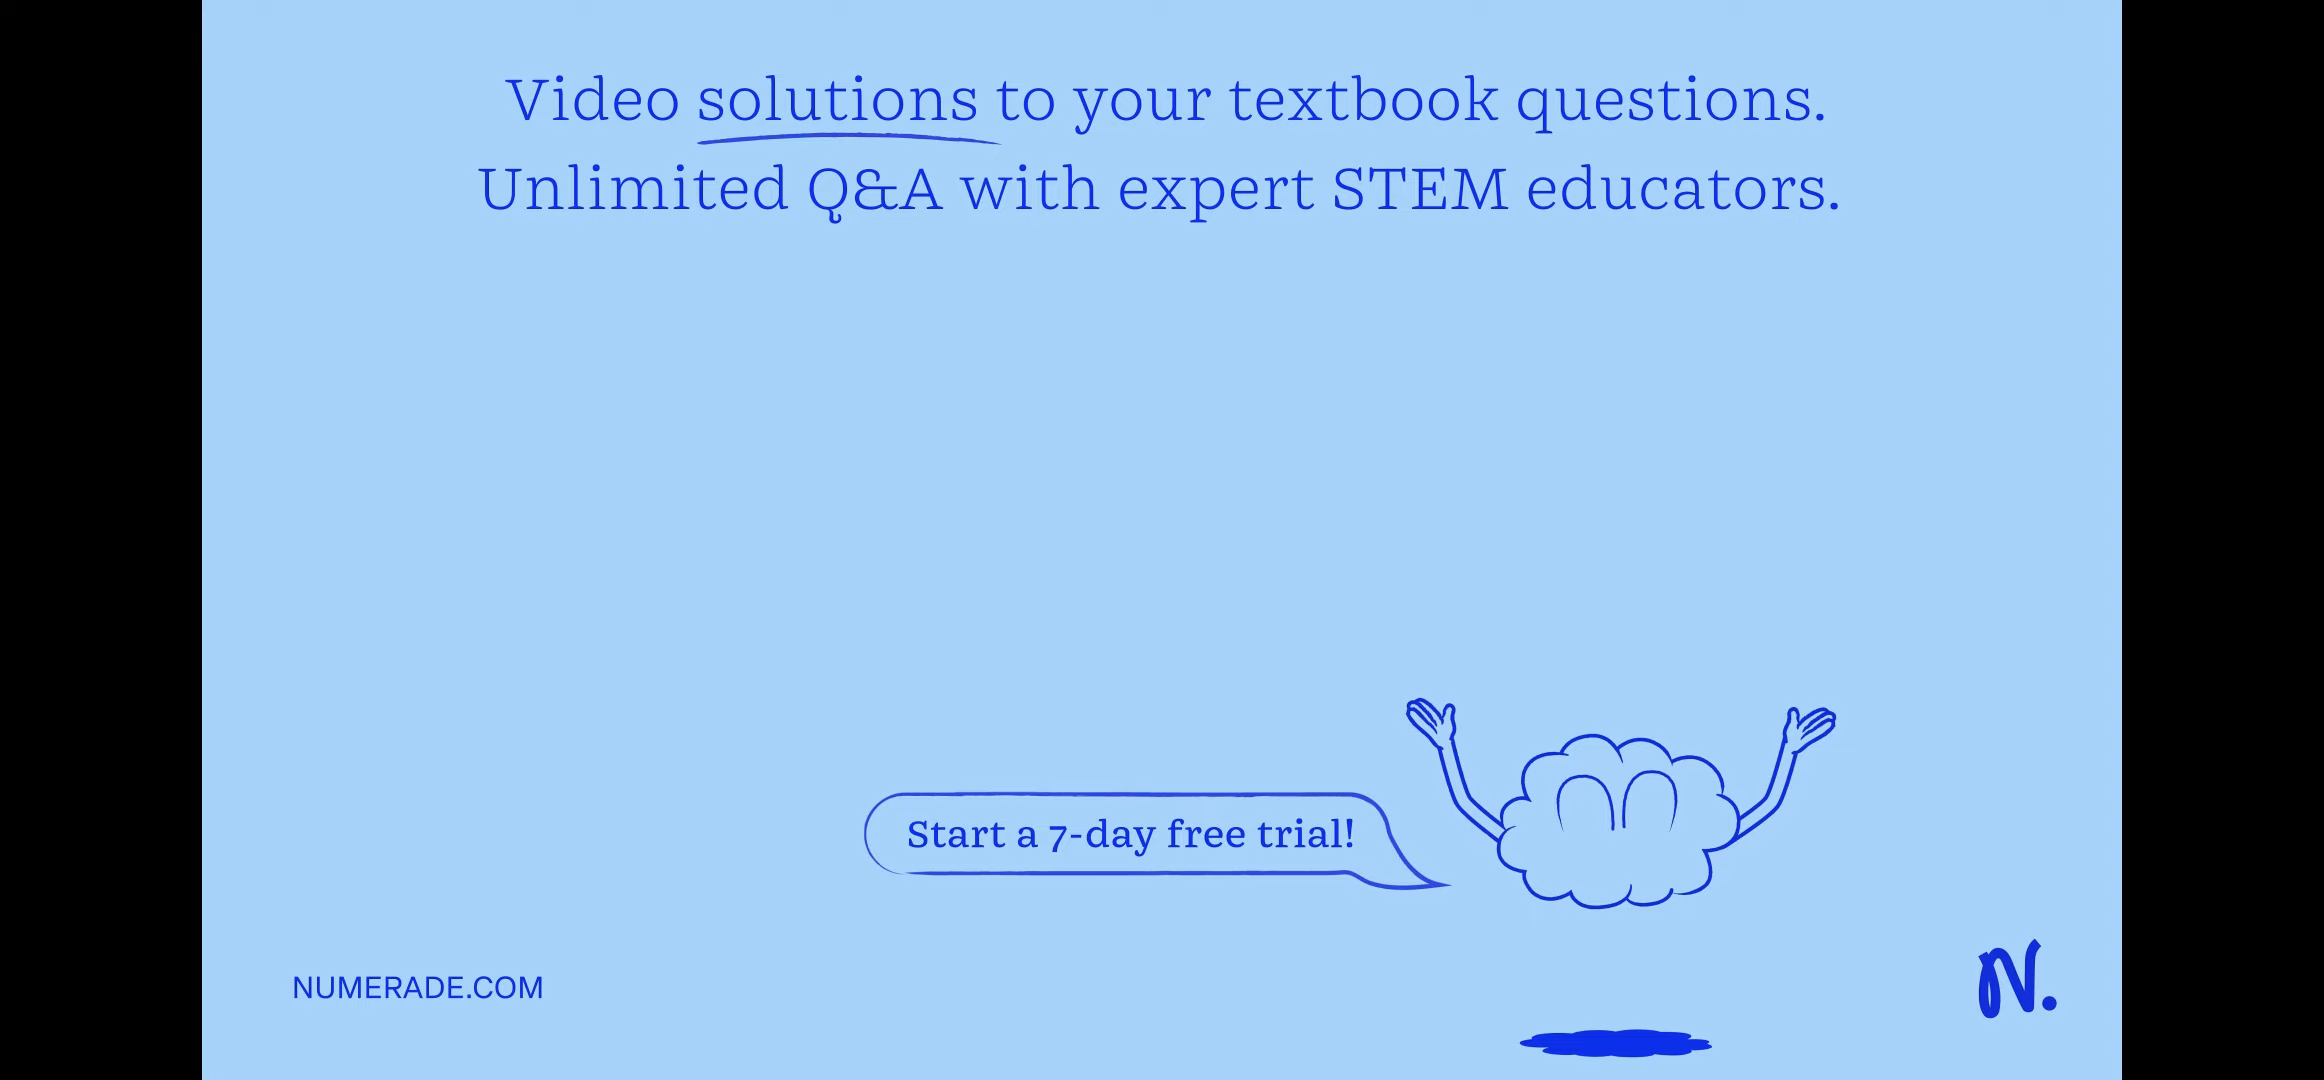 Video solutions to your textbook questions.
Unlimited Q&A with expert STEM educators.
Start a 7-day free trial!
NUMERADE.COM
N.